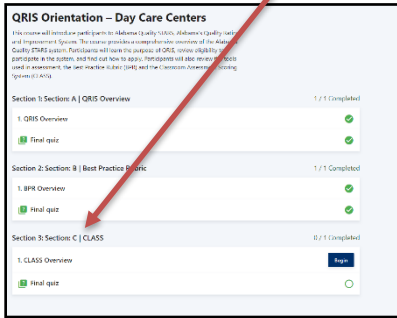 QRIS Orientation – Day Care Centers
This course will introduce participants to Alabama Quality STARS, Alabama's Quality Rating
and Improvement System. The course provides a comprehensive overview of the Alabama
Quality STARS system. Participants will learn the purpose of QRIS, review eligibility to
participate in the system, and find out how to apply. Participants will also review the tools
used in assessment, the Best Practice Rubric (BPR) and the Classroom Assessment Scoring
System (CLASS).
Section 1: Section: A | QRIS Overview 1 / 1 Completed
1. QRIS Overview
Final quiz
Section 2: Section: B | Best Practice Rubric 1 / 1 Completed
1. BPR Overview
Final quiz
Section 3: Section: C | CLASS 0 / 1 Completed
1. CLASS Overview Begin
Final quiz